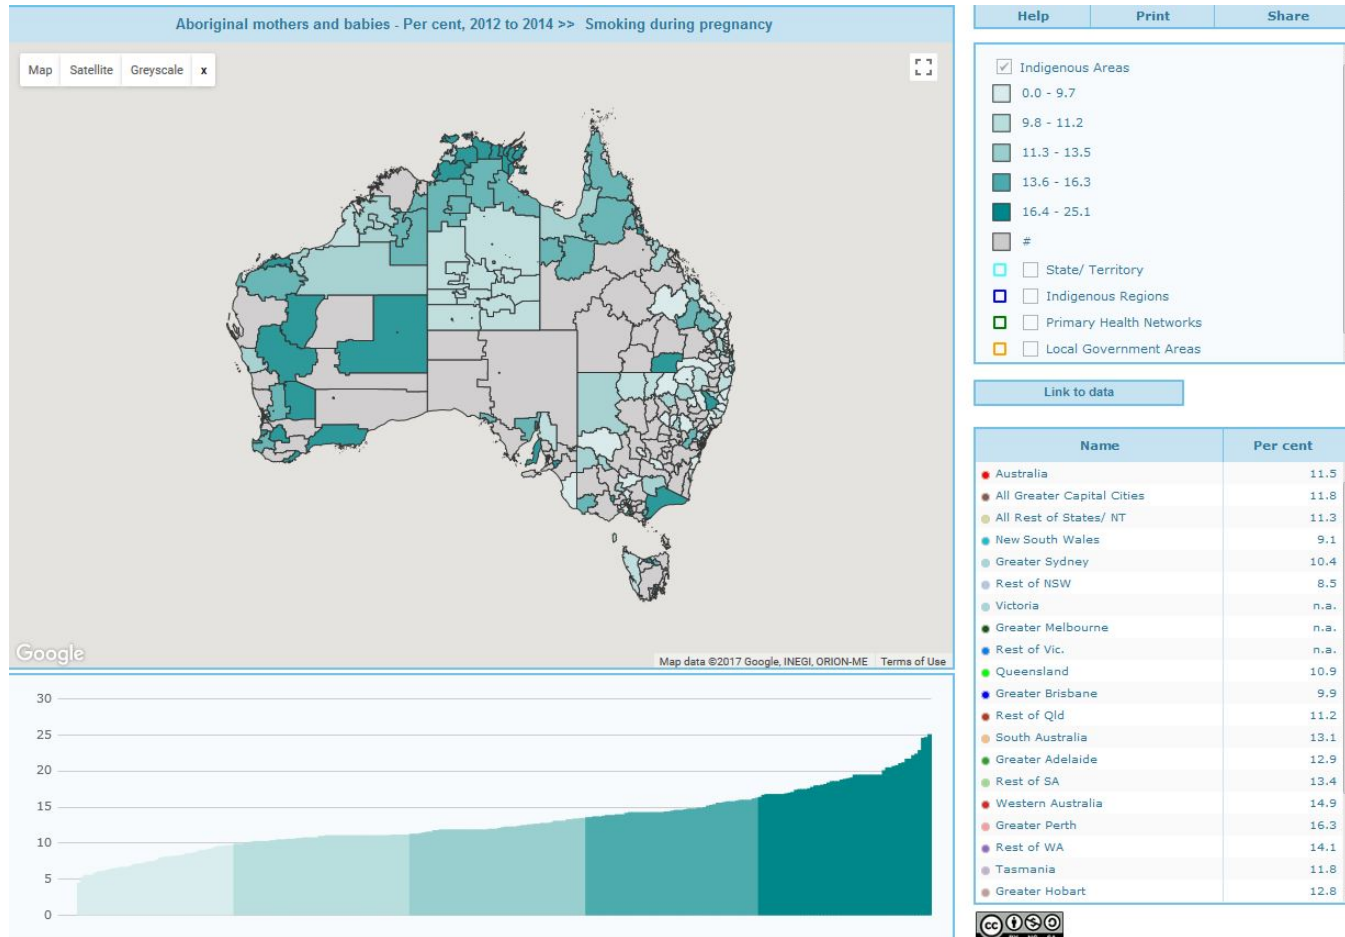 Aboriginal mothers and babies - Per cent, 2012 to 2014 >> Smoking during pregnancy
Map Satellite Greyscale x
Google
Map data ©2017 Google, INEGI, ORION-ME Terms of Use
30
25
20
15
10
5
0
Help Print Share
Indigenous Areas
0.0 - 9.7
9.8 - 11.2
11.3 - 13.5
13.6 - 16.3
16.4 - 25.1
#
State/ Territory
Indigenous Regions
Primary Health Networks
Local Government Areas
Link to data
Name Per cent
Australia 11.5
All Greater Capital Cities 11.8
All Rest of States/ NT 11.3
New South Wales 9.1
Greater Sydney 10.4
Rest of NSW 8.5
Victoria n.a.
Greater Melbourne n.a.
Rest of Vic. n.a.
Queensland 10.9
Greater Brisbane 9.9
Rest of Qld 11.2
South Australia 13.1
Greater Adelaide 12.9
Rest of SA 13.4
Western Australia 14.9
Greater Perth 16.3
Rest of WA 14.1
Tasmania 11.8
Greater Hobart 12.8
cc